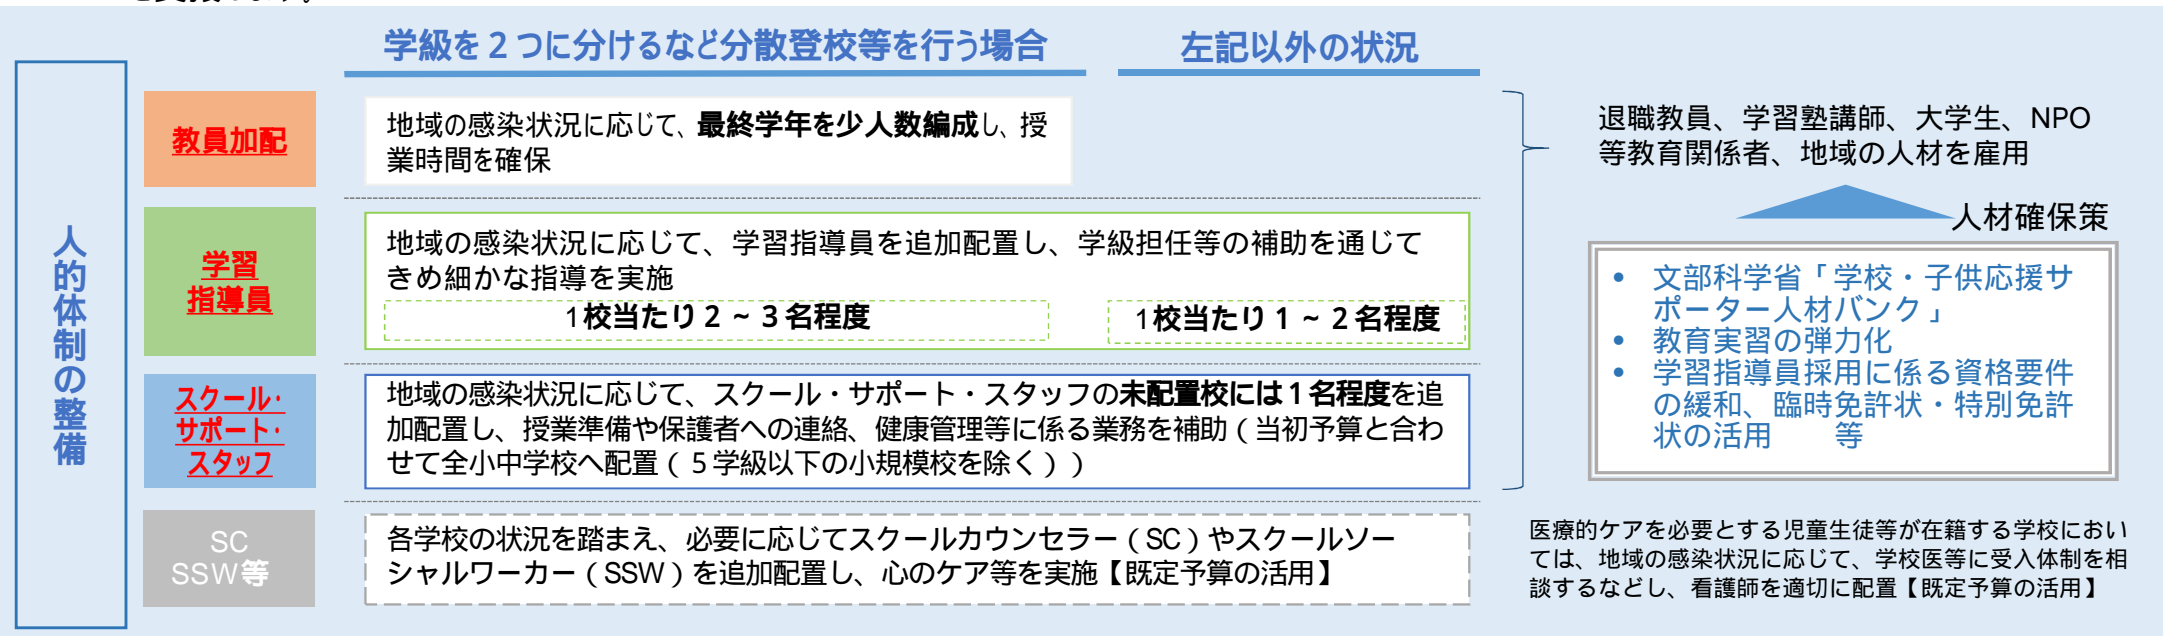 学級を２つに分けるなど分散登校等を行う場合
左記以外の状況
人的体制の整備
教員加配
地域の感染状況に応じて、最終学年を少人数編成し、授
業時間を確保
学習
指導員
地域の感染状況に応じて、学習指導員を追加配置し、学級担任等の補助を通じて
きめ細かな指導を実施
1校当たり２～３名程度
1校当たり１～２名程度
スクール・
サポート・
スタッフ
地域の感染状況に応じて、スクール・サポート・スタッフの未配置校には１名程度を追
加配置し、授業準備や保護者への連絡、健康管理等に係る業務を補助（当初予算と合わ
せて全小中学校へ配置（５学級以下の小規模校を除く））
SC
SSW等
各学校の状況を踏まえ、必要に応じてスクールカウンセラー（SC）やスクールソー
シャルワーカー（SSW）を追加配置し、心のケア等を実施【既定予算の活用】
退職教員、学習塾講師、大学生、NPO
等教育関係者、地域の人材を雇用
人材確保策
• 文部科学省「学校・子供応援サ
ポーター人材バンク」
• 教育実習の弾力化
• 学習指導員採用に係る資格要件
の緩和、臨時免許状・特別免許
状の活用　　等
医療的ケアを必要とする児童生徒等が在籍する学校におい
ては、地域の感染状況に応じて、学校医等に受入体制を相
談するなどし、看護師を適切に配置【既定予算の活用】